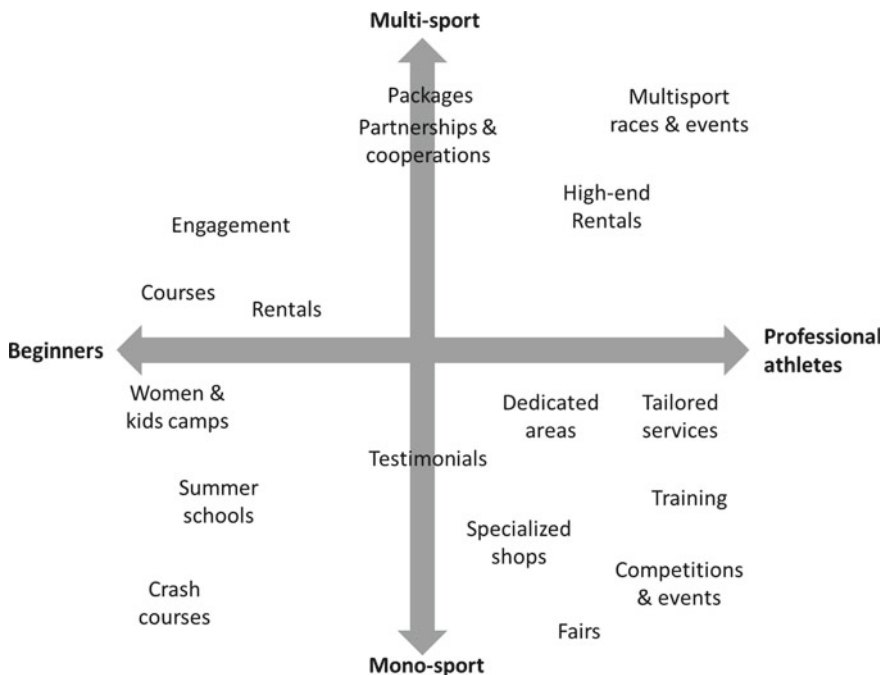 Multi-sport
Packages
Partnerships &
cooperations
Multisport
races & events
High-end
Rentals
Engagement
Courses
Rentals
Beginners
Professional
athletes
Women &
kids camps
Dedicated
areas
Tailored
services
Testimonials
Summer
schools
Training
Specialized
shops
Competitions
& events
Crash
courses
Fairs
Mono-sport